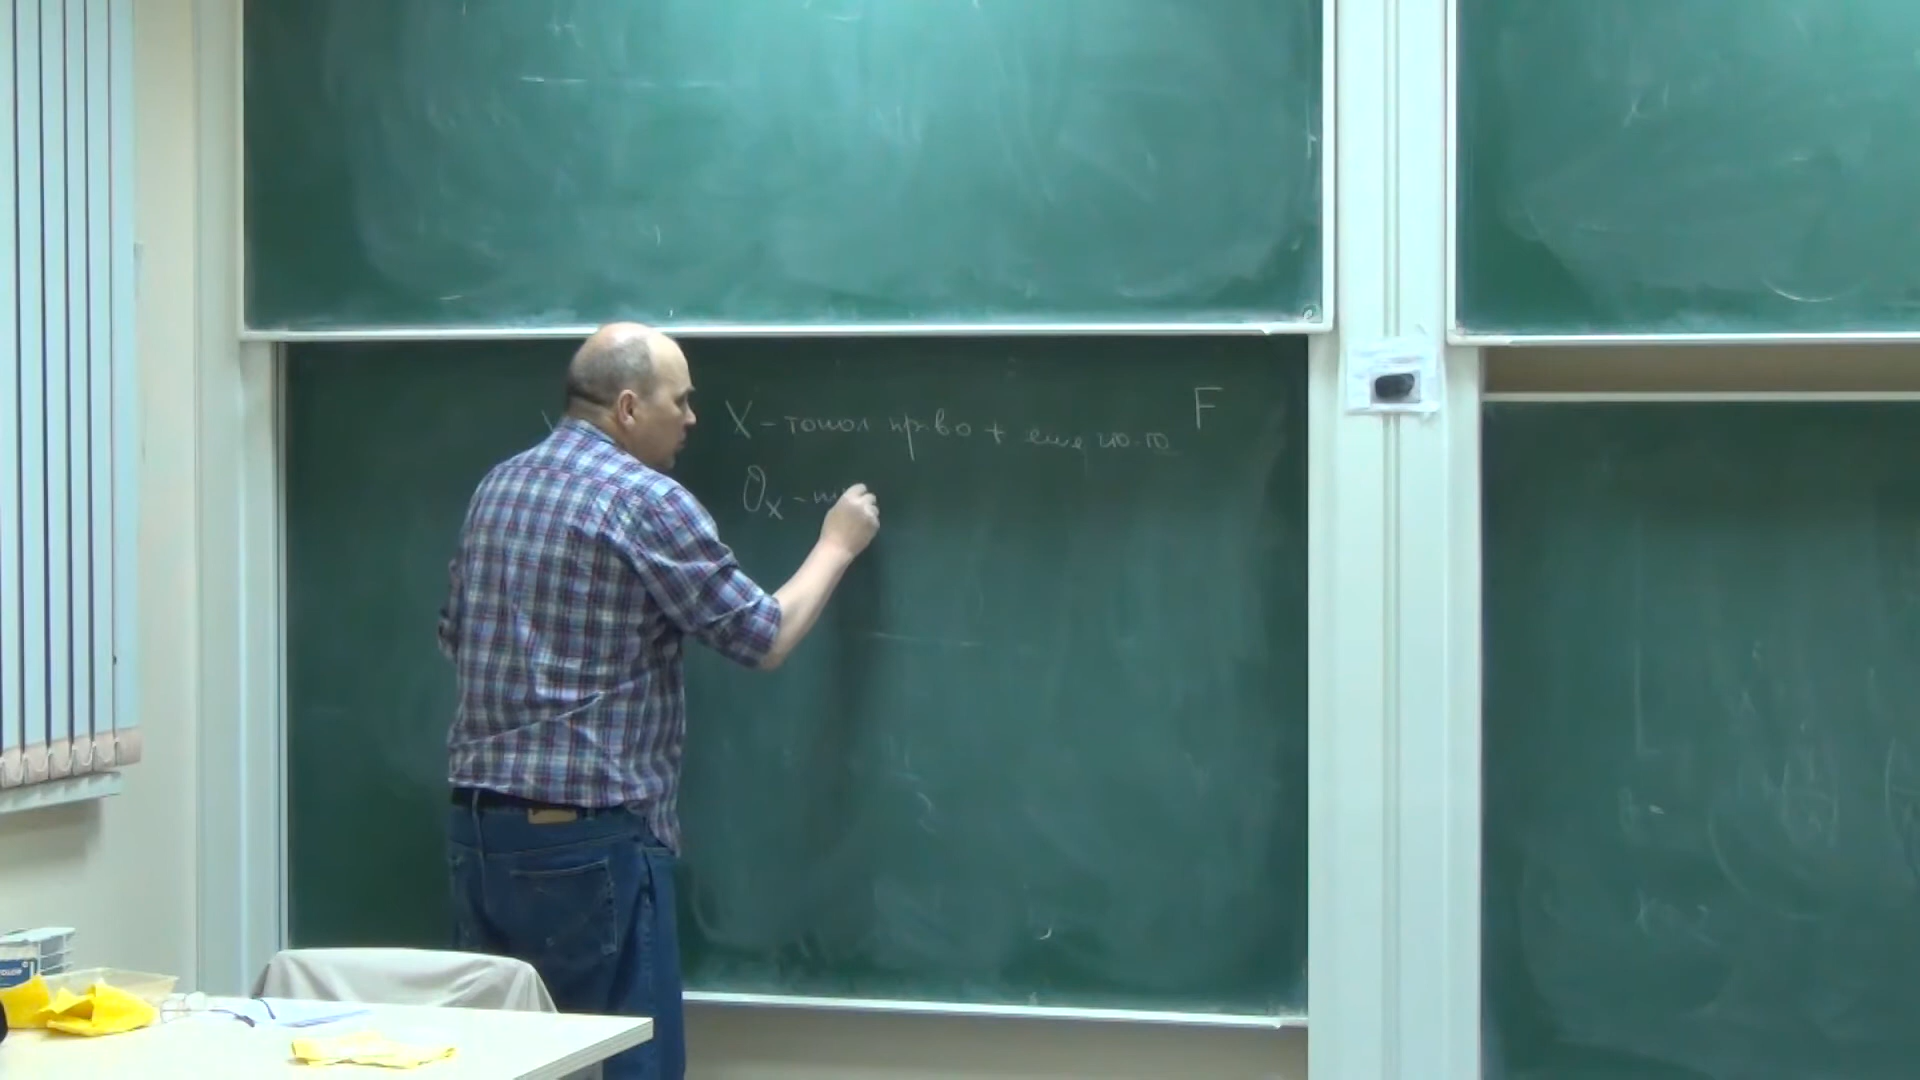 X - топол пр-во + еще что-то F
O_X - п